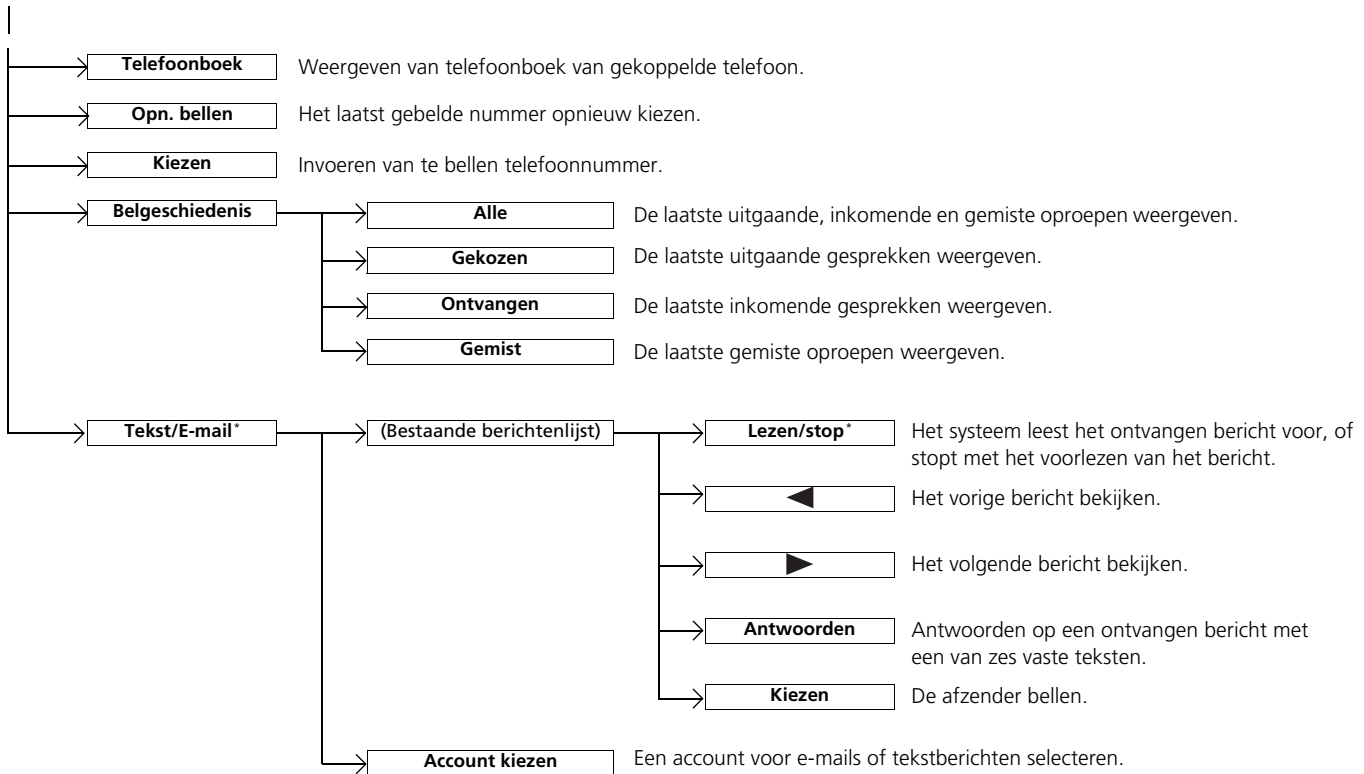 Telefoonboek Weergeven van telefoonboek van gekoppelde telefoon.
Opn. bellen Het laatst gebelde nummer opnieuw kiezen.
Kiezen Invoeren van te bellen telefoonnummer.
Belgeschiedenis Alle De laatste uitgaande, inkomende en gemiste oproepen weergeven.
Gekozen De laatste uitgaande gesprekken weergeven.
Ontvangen De laatste inkomende gesprekken weergeven.
Gemist De laatste gemiste oproepen weergeven.
Tekst/E-mail* (Bestaande berichtenlijst) Lezen/stop* Het systeem leest het ontvangen bericht voor, of
stopt met het voorlezen van het bericht.
◄ Het vorige bericht bekijken.
► Het volgende bericht bekijken.
Antwoorden Antwoorden op een ontvangen bericht met
een van zes vaste teksten.
Kiezen De afzender bellen.
Account kiezen Een account voor e-mails of tekstberichten selecteren.